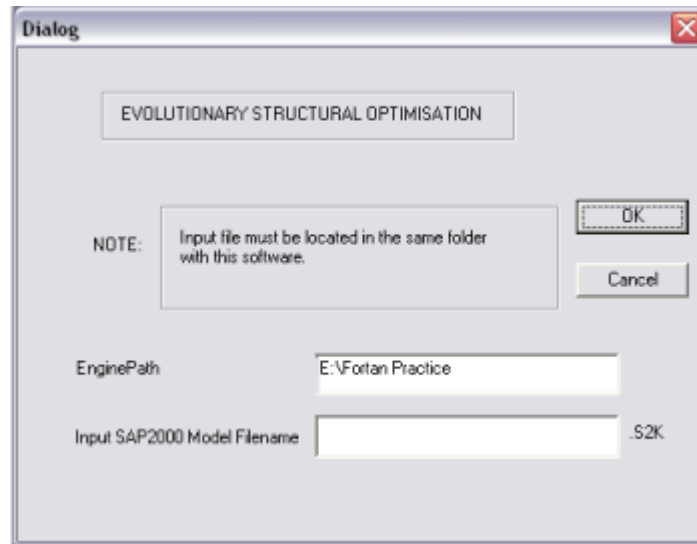 Dialog
EVOLUTIONARY STRUCTURAL OPTIMISATION
NOTE:
Input file must be located in the same folder
with this software.
OK
Cancel
EnginePath
E:\Fortan Practice
Input SAP2000 Model Filename
.S2K